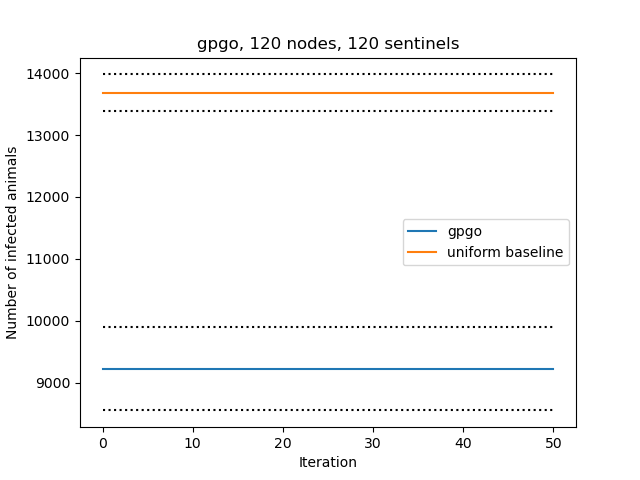 gpgo, 120 nodes, 120 sentinels
14000
13000
12000
11000
10000
9000
Number of infected animals
gpgo
uniform baseline
0 10 20 30 40 50
Iteration